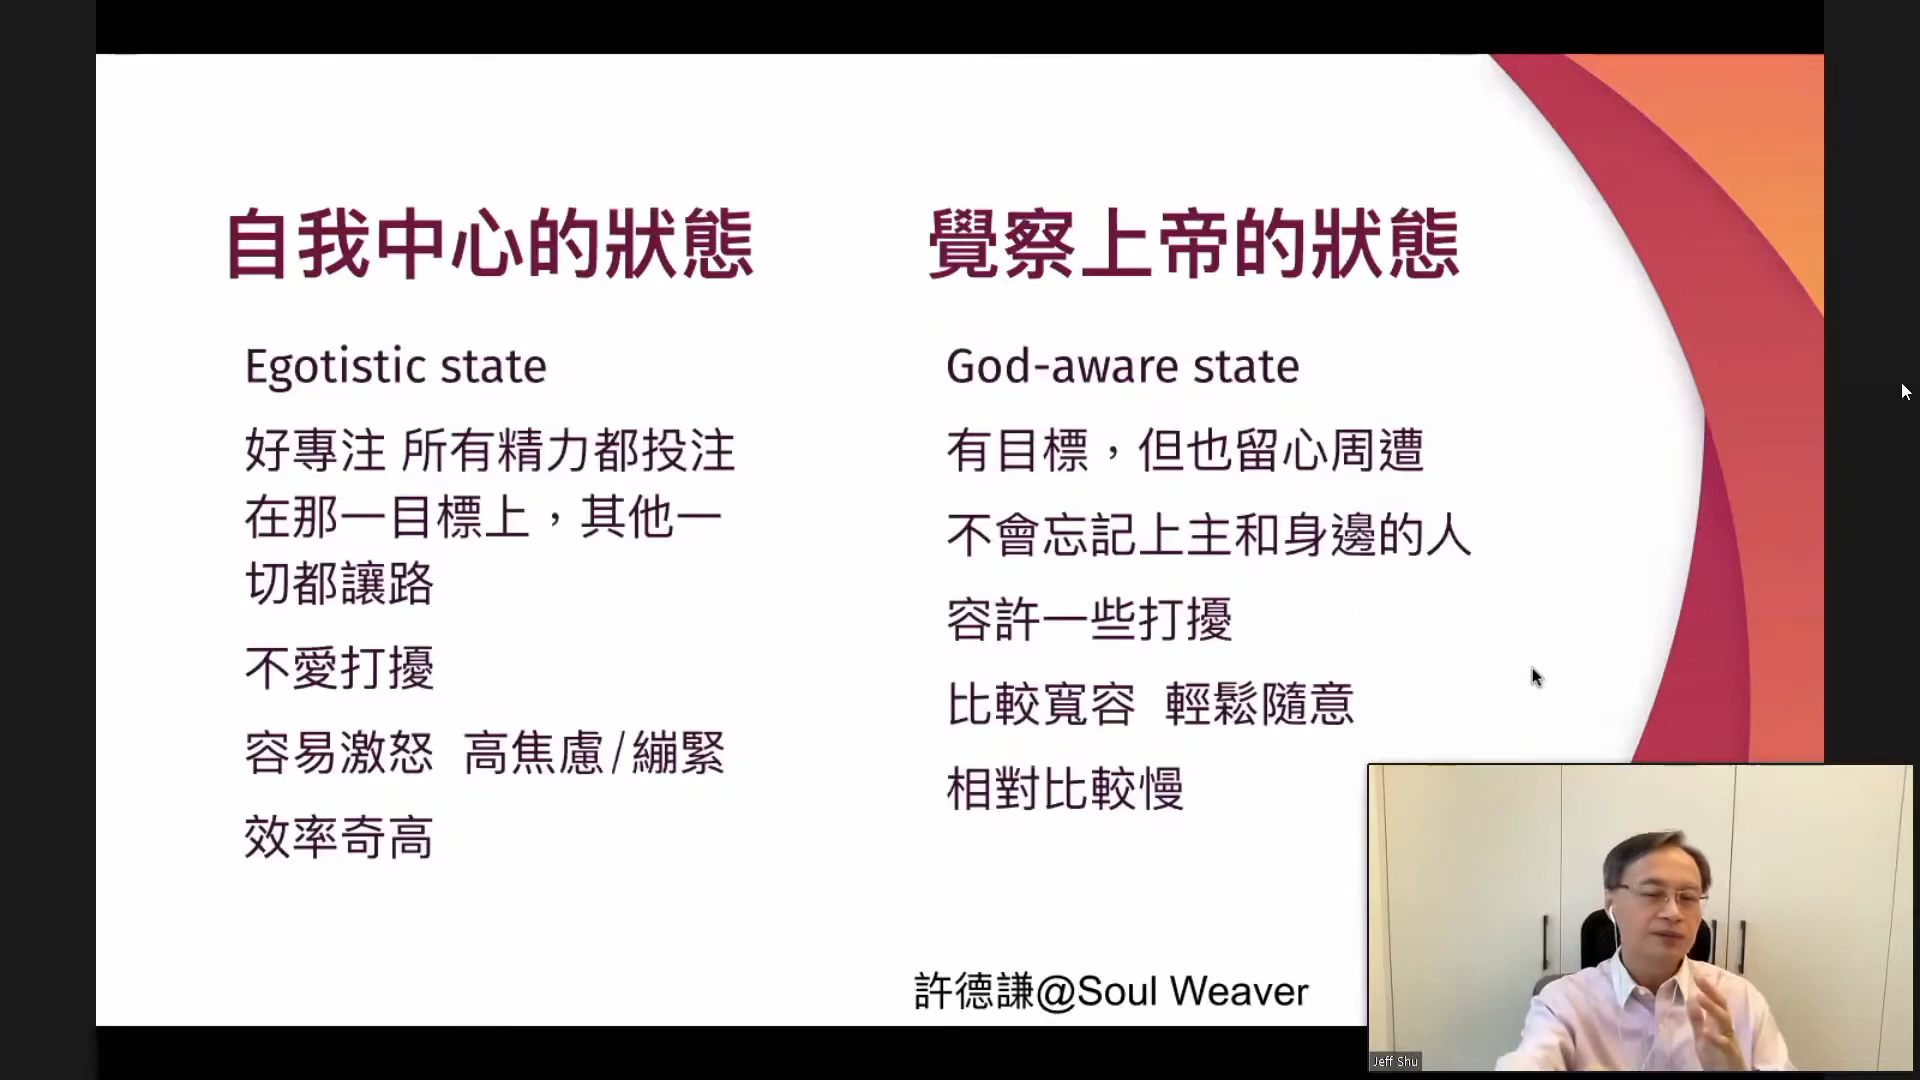 自我中心的狀態
Egotistic state
好專注 所有精力都投注
在那一目標上，其他一
切都讓路
不愛打擾
容易激怒 高焦慮/繃緊
效率奇高
覺察上帝的狀態
God-aware state
有目標，但也留心周遭
不會忘記上主和身邊的人
容許一些打擾
比較寬容 輕鬆隨意
相對比較慢
許德謙@Soul Weaver
Jeff Shu